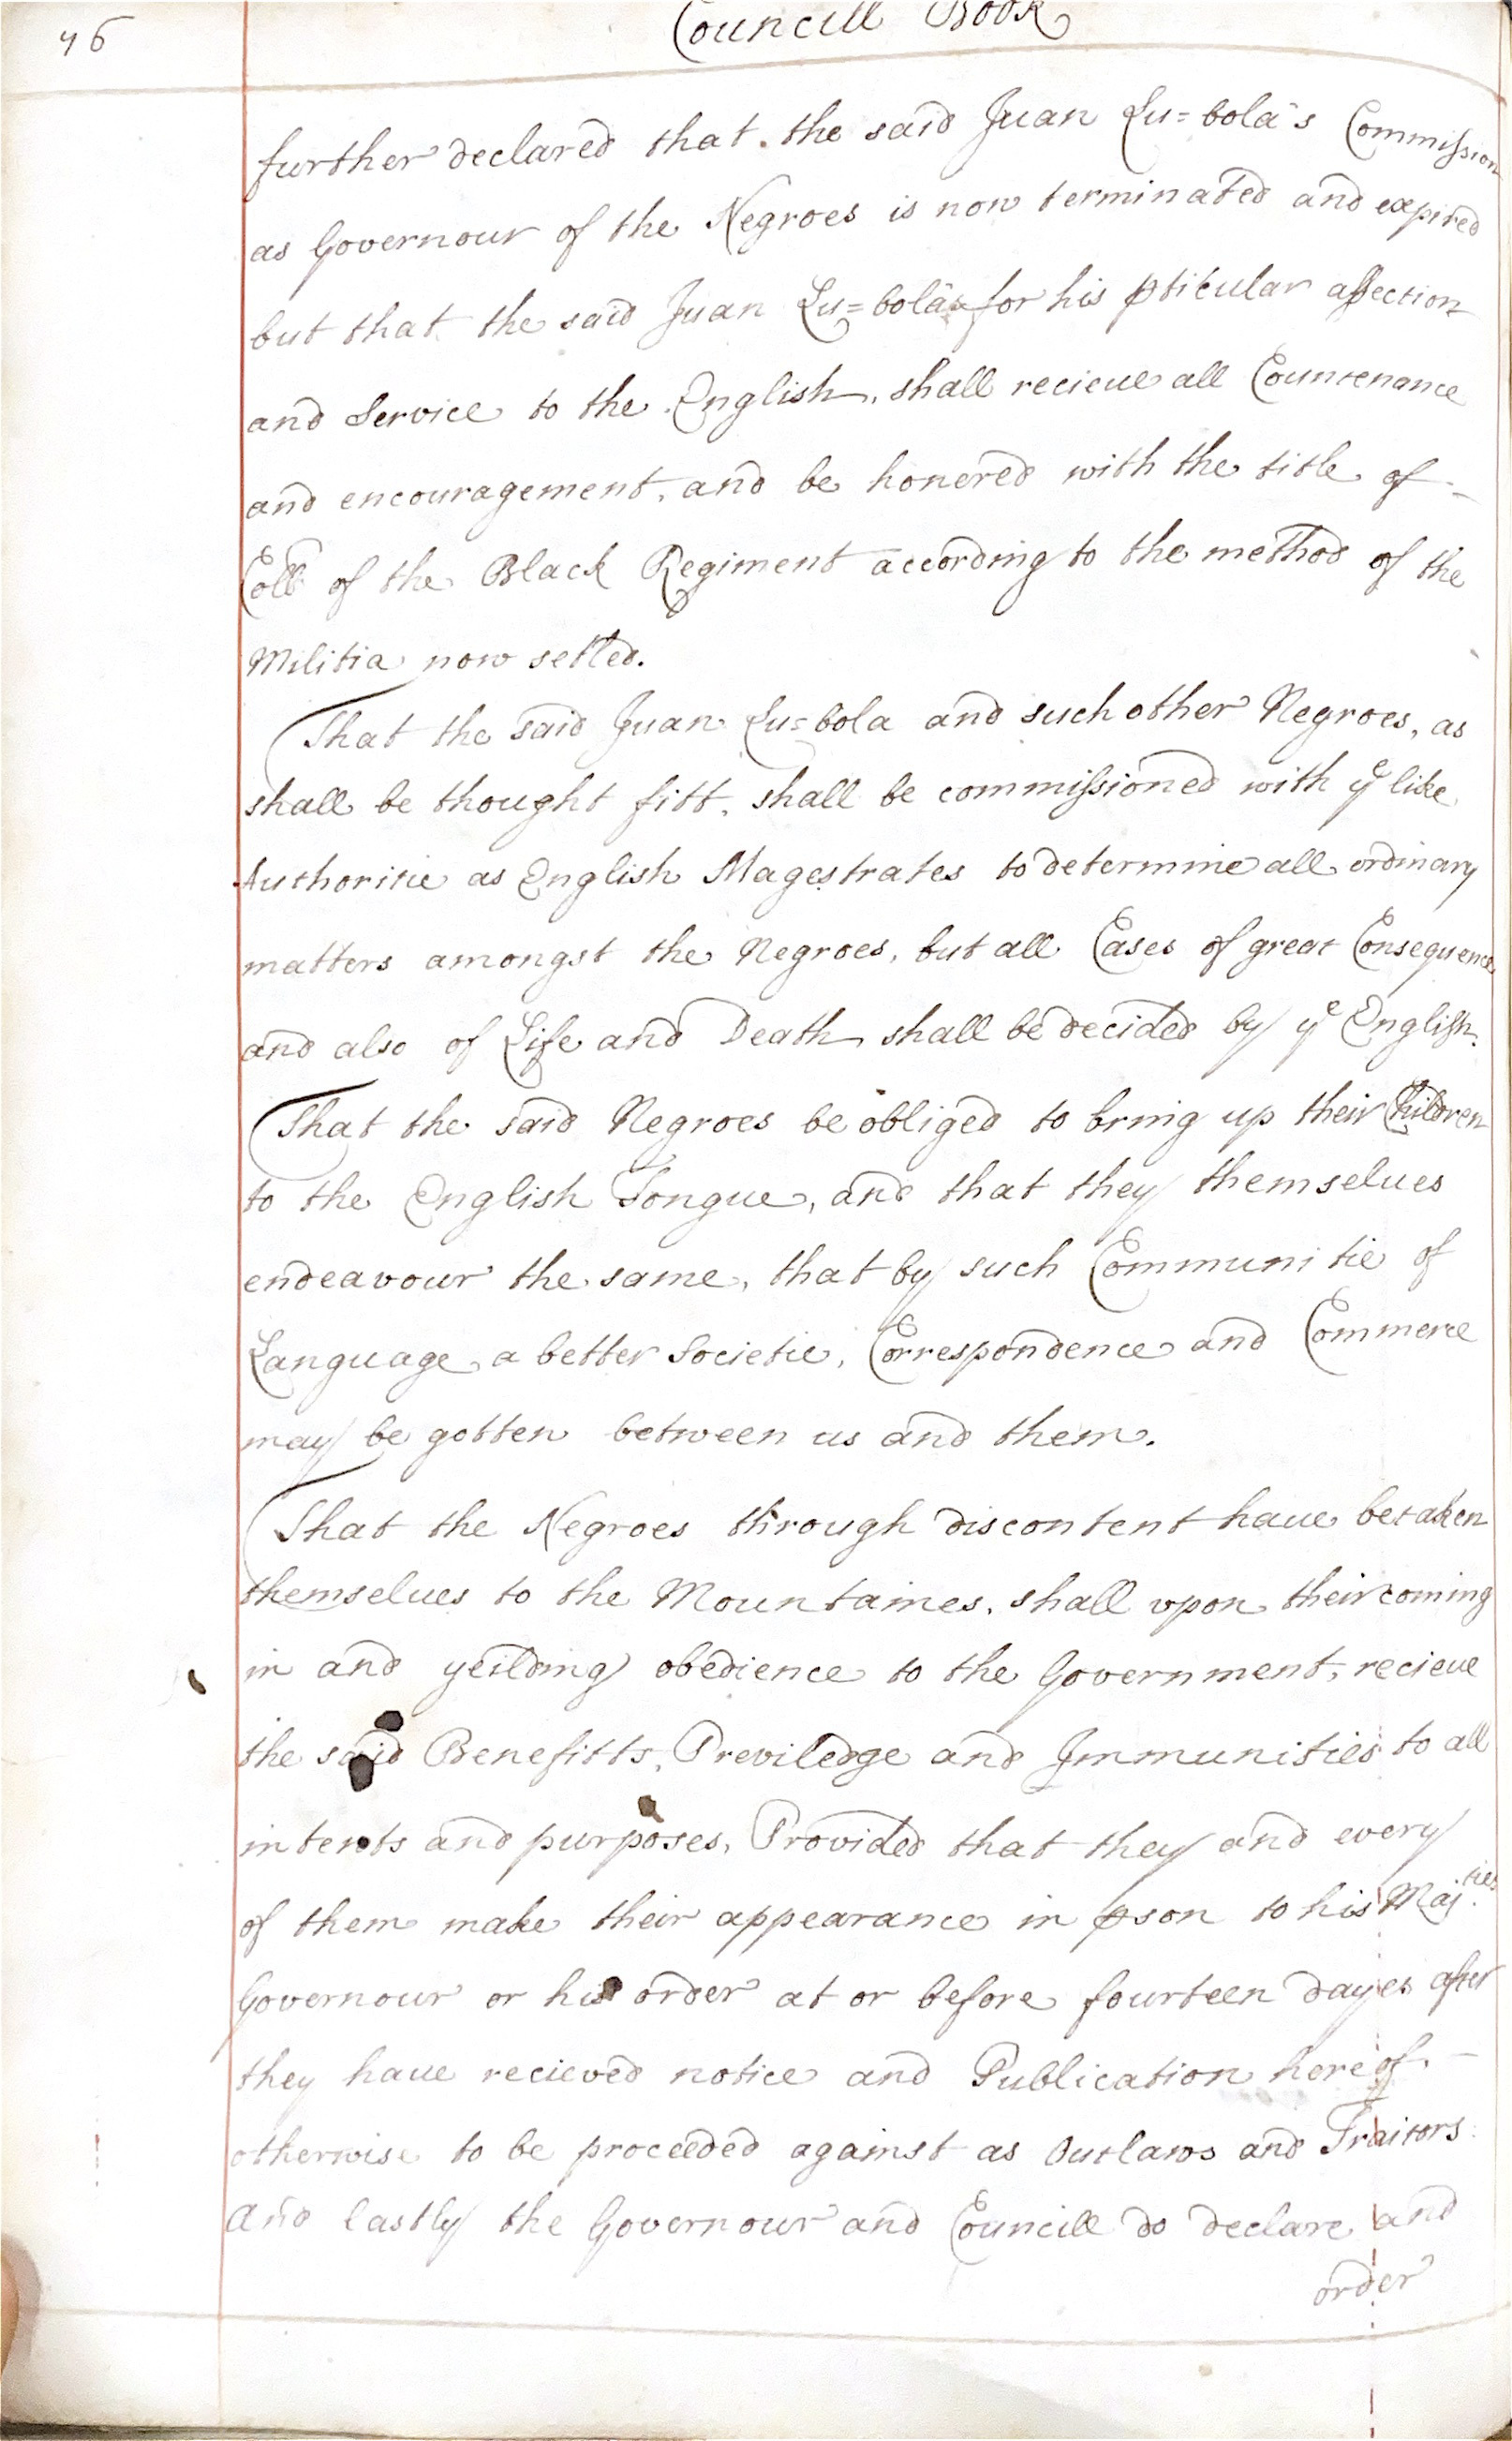 76
Councill Book
further declared that the said Juan Lu=bola's Commission
as Governour of the Negroes is now terminated and expired
but that the said Juan Lu=bola for his pticular affection
and Service to the English, shall recieue all Countenance
and encouragement, and be honered with the title of
Coll of the Black Regiment according to the method of the
Militia now setled.
That the said Juan Lu=bola and such other Negroes, as
shall be thought fitt, shall be commissioned with ye like
Authoritie as English Magestrates to determine all ordinary
matters amongst the Negroes, but all Cases of great Consequence
and also of Life and Death shall be decided by ye English.
That the said Negroes be obliged to bring up their Children
to the English Tongue, and that they themselues
endeavour the same, that by such Communitie of
Language a better Societie, Correspondence and Commerce
may be gotten between us and them.
That the Negroes through discontent haue betaken
themselues to the Mountaines, shall vpon their coming
in and yeilding obedience to the Government, recieue
the said Benefitts, Previledge and Immunities to all
intents and purposes, Provided that they and every
of them make their appearance in pson to his Maj.ties
Governour or his order at or before fourteen dayes after
they haue recieved notice and Publication hereof
otherwise to be proceeded against as Outlaws and Traitors
And lastly the Governour and Councill do declare and
order